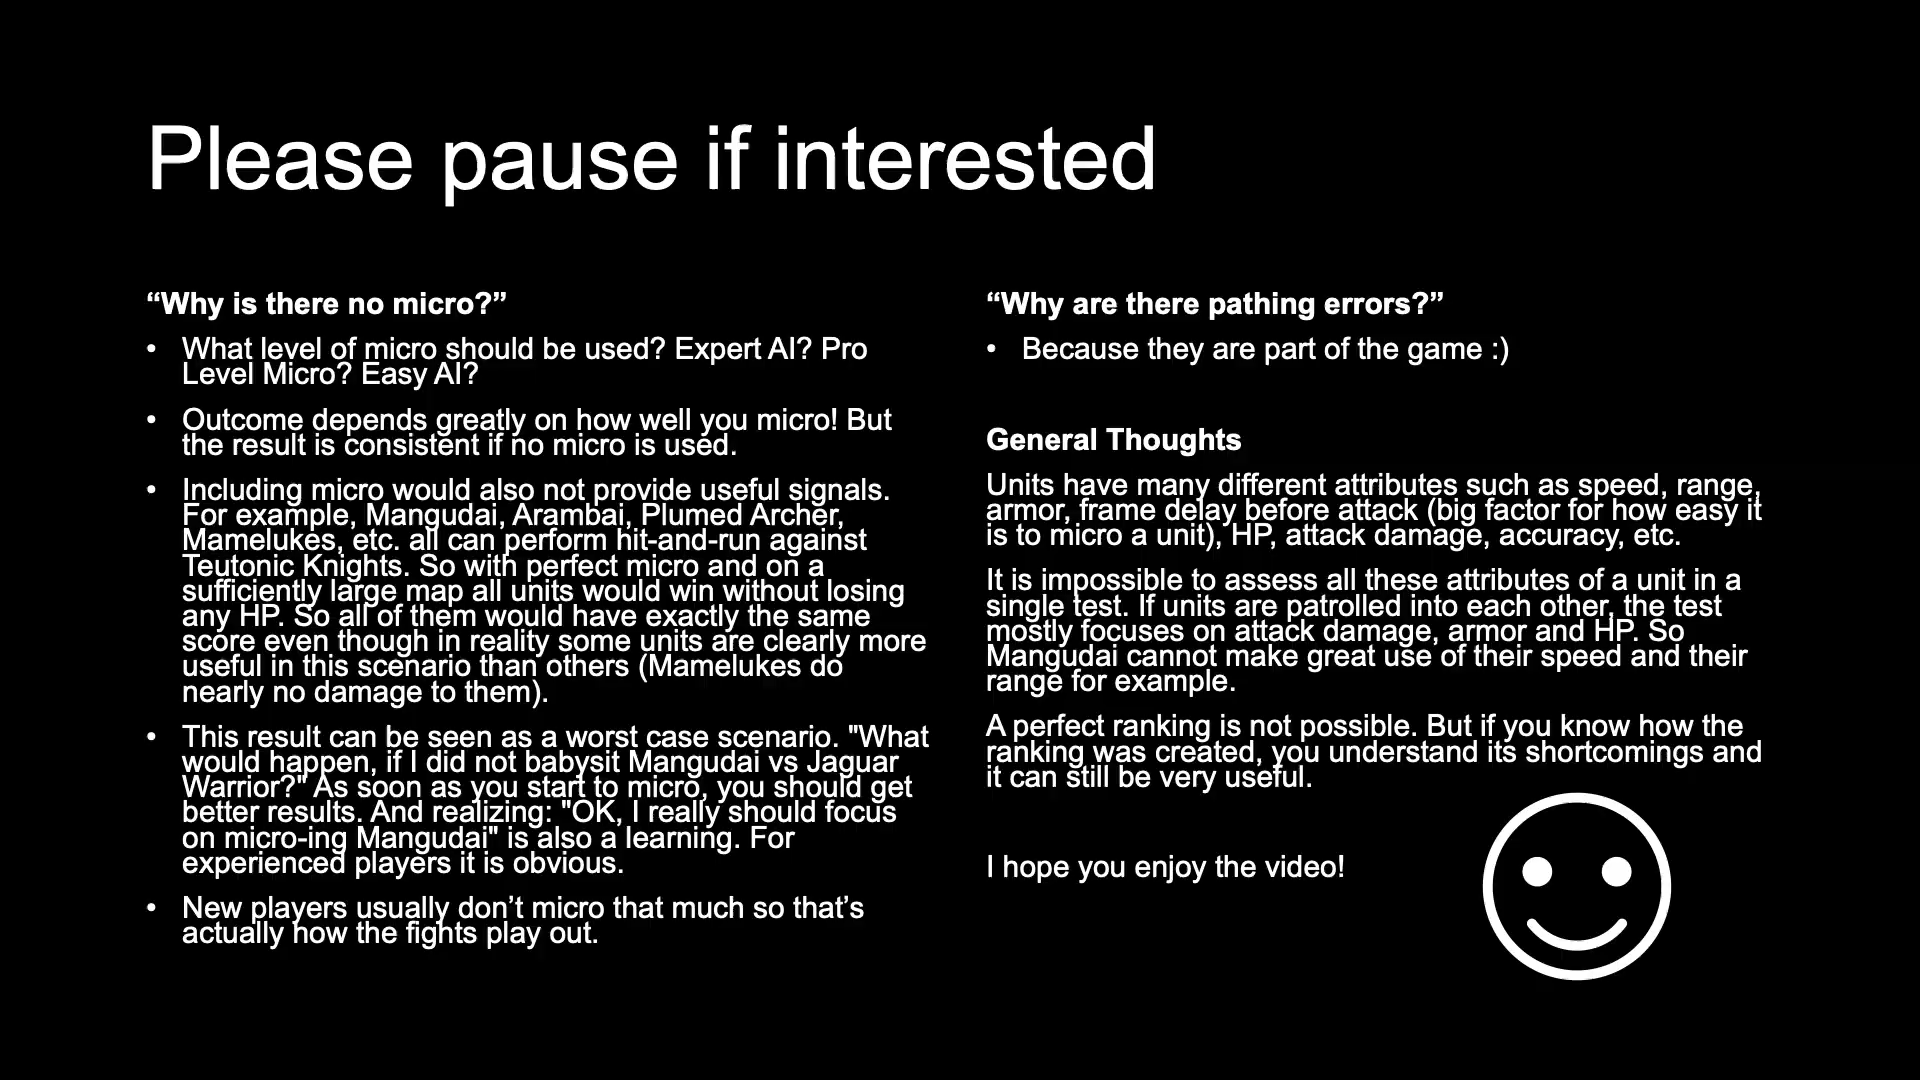 Please pause if interested
“Why is there no micro?”
• What level of micro should be used? Expert AI? Pro
Level Micro? Easy AI?
• Outcome depends greatly on how well you micro! But
the result is consistent if no micro is used.
• Including micro would also not provide useful signals.
For example, Mangudai, Arambai, Plumed Archer,
Mamelukes, etc. all can perform hit-and-run against
Teutonic Knights. So with perfect micro and on a
sufficiently large map all units would win without losing
any HP. So all of them would have exactly the same
score even though in reality some units are clearly more
useful in this scenario than others (Mamelukes do
nearly no damage to them).
• This result can be seen as a worst case scenario. "What
would happen, if I did not babysit Mangudai vs Jaguar
Warrior?" As soon as you start to micro, you should get
better results. And realizing: "OK, I really should focus
on micro-ing Mangudai" is also a learning. For
experienced players it is obvious.
• New players usually don’t micro that much so that’s
actually how the fights play out.
“Why are there pathing errors?”
• Because they are part of the game :)
General Thoughts
Units have many different attributes such as speed, range,
armor, frame delay before attack (big factor for how easy it
is to micro a unit), HP, attack damage, accuracy, etc.
It is impossible to assess all these attributes of a unit in a
single test. If units are patrolled into each other, the test
mostly focuses on attack damage, armor and HP. So
Mangudai cannot make great use of their speed and their
range for example.
A perfect ranking is not possible. But if you know how the
ranking was created, you understand its shortcomings and
it can still be very useful.
I hope you enjoy the video!